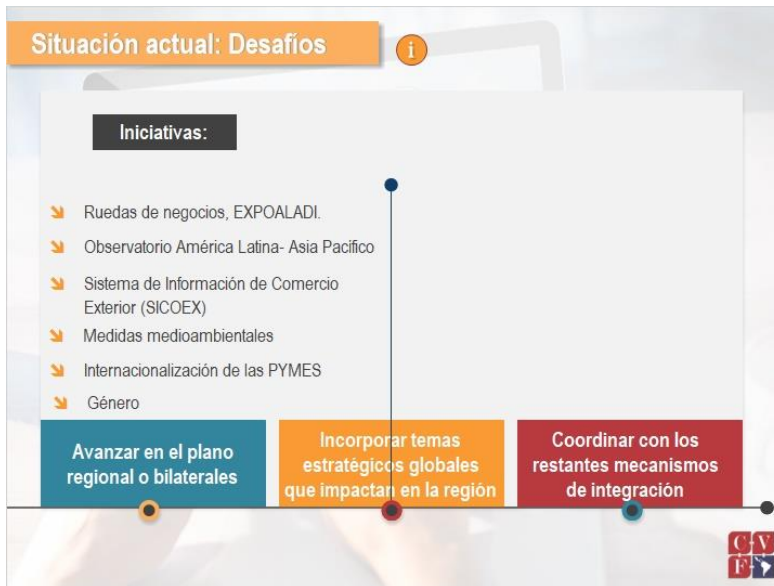 Situación actual: Desafíos
i
Iniciativas:
Ruedas de negocios, EXPOALADI.
Observatorio América Latina- Asia Pacífico
Sistema de Información de Comercio
Exterior (SICOEX)
Medidas medioambientales
Internacionalización de las PYMES
Género
Avanzar en el plano
regional o bilaterales
Incorporar temas
estratégicos globales
que impactan en la región
Coordinar con los
restantes mecanismos
de integración
C V
F